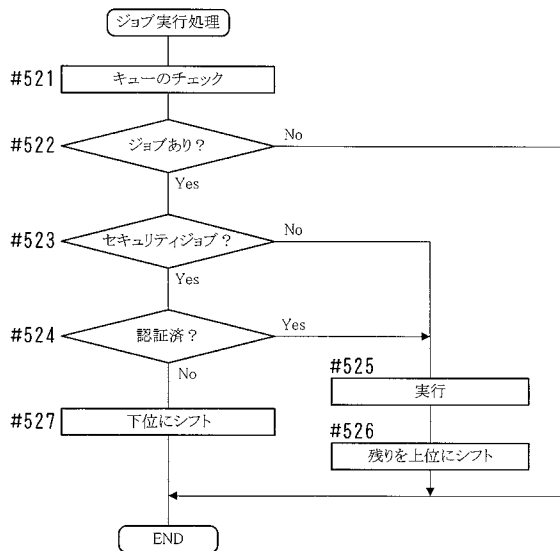 ジョブ実行処理
#521 キューのチェック
#522 ジョブあり？ No
Yes
#523 セキュリティジョブ？ No
Yes
#524 認証済？ Yes
No
#525
実行
#527 下位にシフト
#526
残りを上位にシフト
END